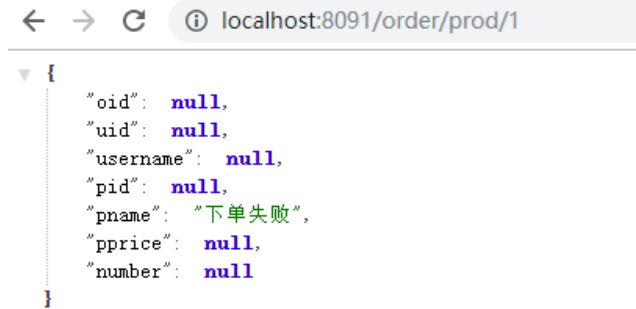 localhost:8091/order/prod/1
{
"oid": null,
"uid": null,
"username": null,
"pid": null,
"pname": "下单失败",
"pprice": null,
"number": null
}